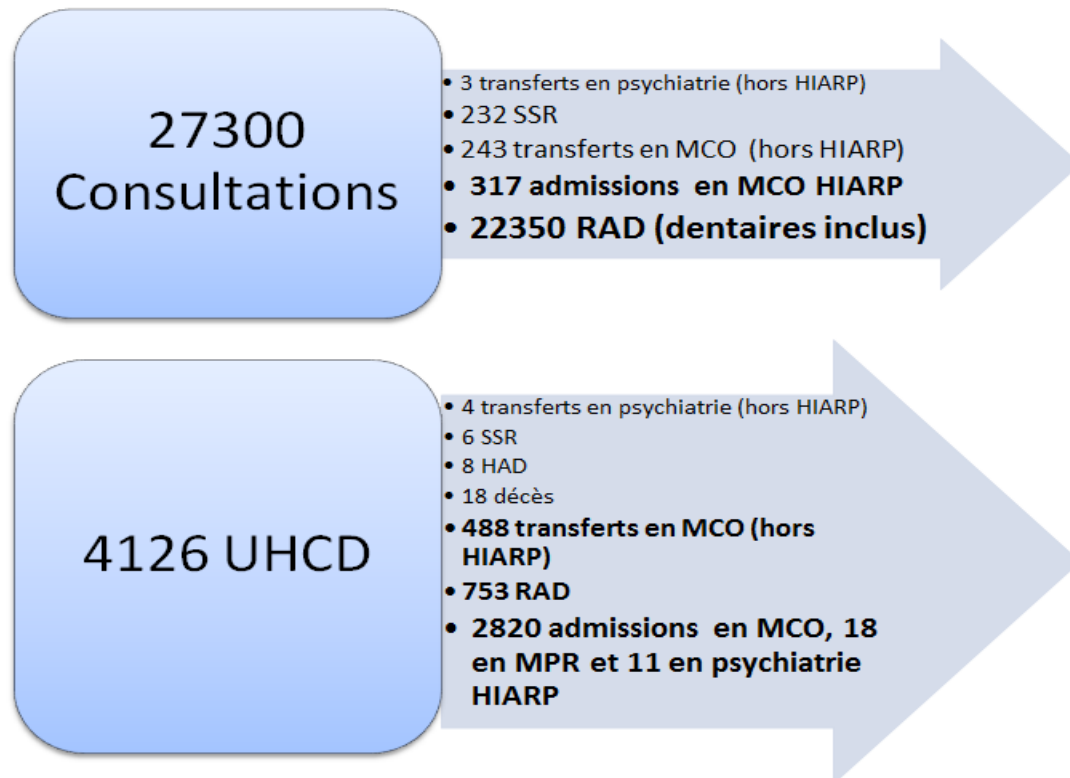 27300
Consultations
• 3 transferts en psychiatrie (hors HIARP)
• 232 SSR
• 243 transferts en MCO (hors HIARP)
• 317 admissions en MCO HIARP
• 22350 RAD (dentaires inclus)
4126 UHCD
• 4 transferts en psychiatrie (hors HIARP)
• 6 SSR
• 8 HAD
• 18 décès
• 488 transferts en MCO (hors
HIARP)
• 753 RAD
• 2820 admissions en MCO, 18
en MPR et 11 en psychiatrie
HIARP